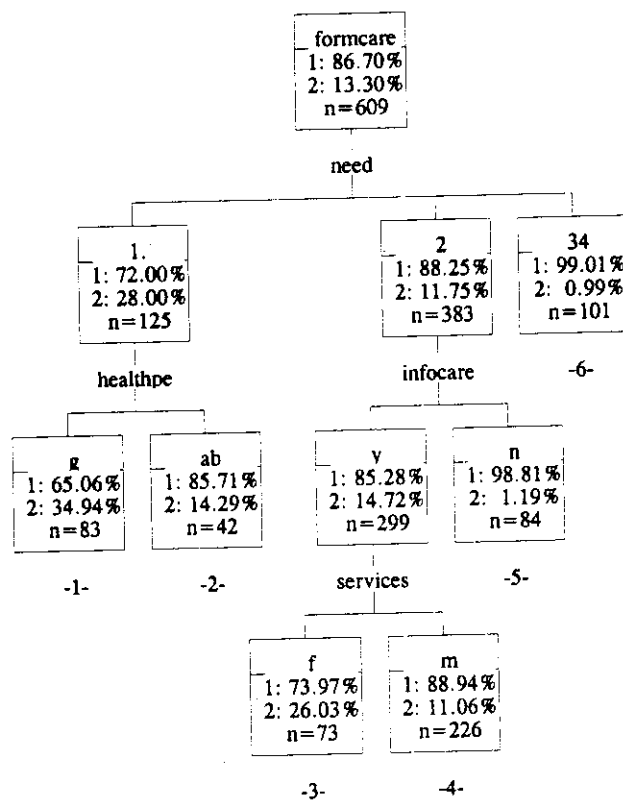 formcare
1: 86.70%
2: 13.30%
n=609
need
1.
1: 72.00%
2: 28.00%
n=125
2
1: 88.25%
2: 11.75%
n=383
34
1: 99.01%
2: 0.99%
n=101
healthpe
infocare
-6-
g
1: 65.06%
2: 34.94%
n=83
ab
1: 85.71%
2: 14.29%
n=42
y
1: 85.28%
2: 14.72%
n=299
n
1: 98.81%
2: 1.19%
n=84
-1-
-2-
services
-5-
f
1: 73.97%
2: 26.03%
n=73
m
1: 88.94%
2: 11.06%
n=226
-3-
-4-